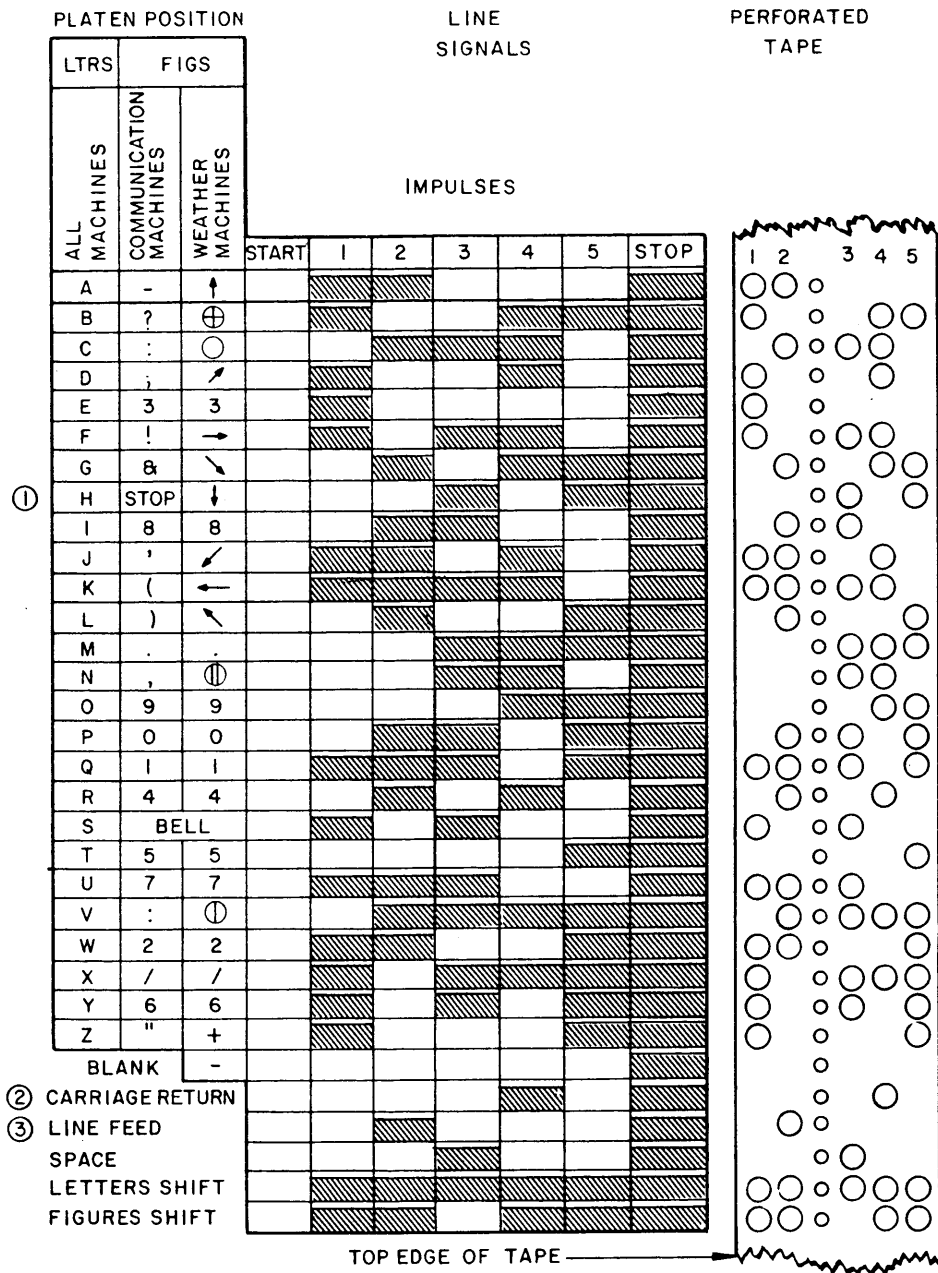 PLATEN POSITION
LINE
SIGNALS
PERFORATED
TAPE
LTRS FIGS
ALL MACHINES
COMMUNICATION MACHINES
WEATHER MACHINES
IMPULSES
START 1 2 3 4 5 STOP
1 2 3 4 5
A - ↑
B ? ⊕
C : ○
D ; ↗
E 3 3
F ! →
G & ↘
① H STOP ↓
I 8 8
J ' ↙
K ( ←
L ) ↖
M . .
N ,
O 9 9
P 0 0
Q 1 1
R 4 4
S BELL
T 5 5
U 7 7
V :
W 2 2
X / /
Y 6 6
Z " +
BLANK -
② CARRIAGE RETURN
③ LINE FEED
SPACE
LETTERS SHIFT
FIGURES SHIFT
TOP EDGE OF TAPE